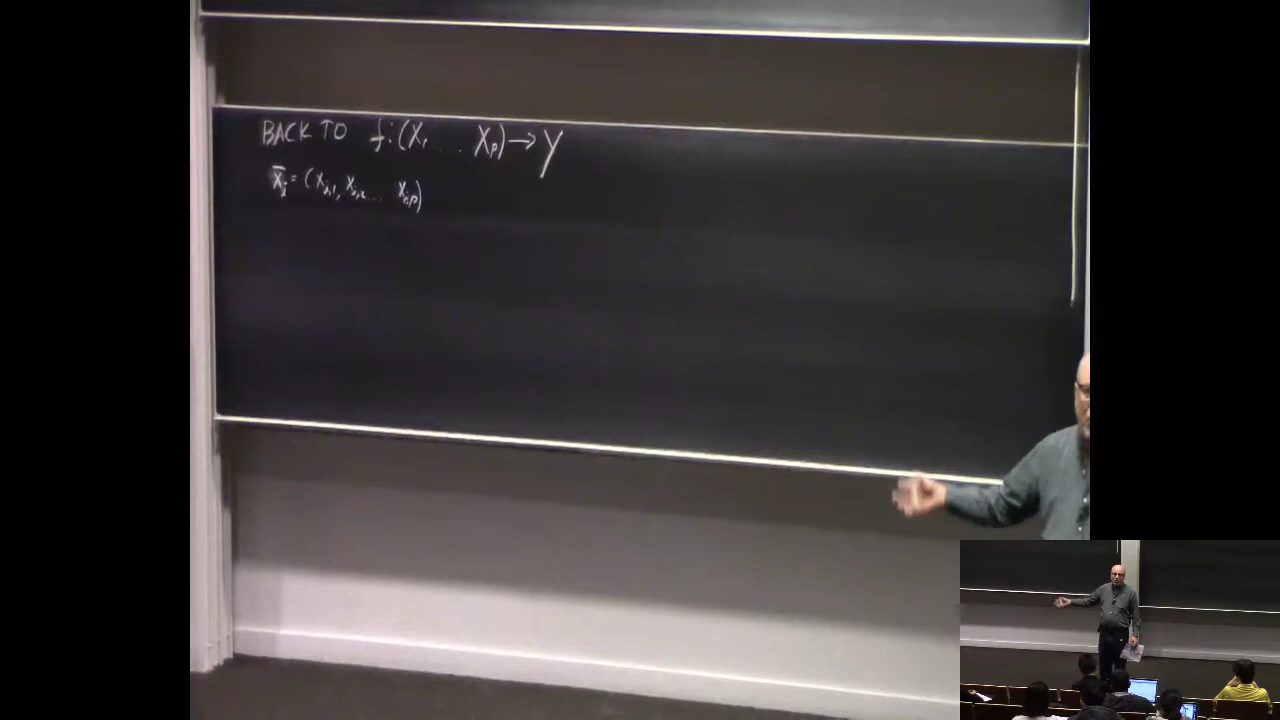 BACK TO f: (X₁, ... Xₚ) → Y
X̄ᵢ = (Xᵢ,₁, Xᵢ,₂, ... Xᵢ,ₚ)